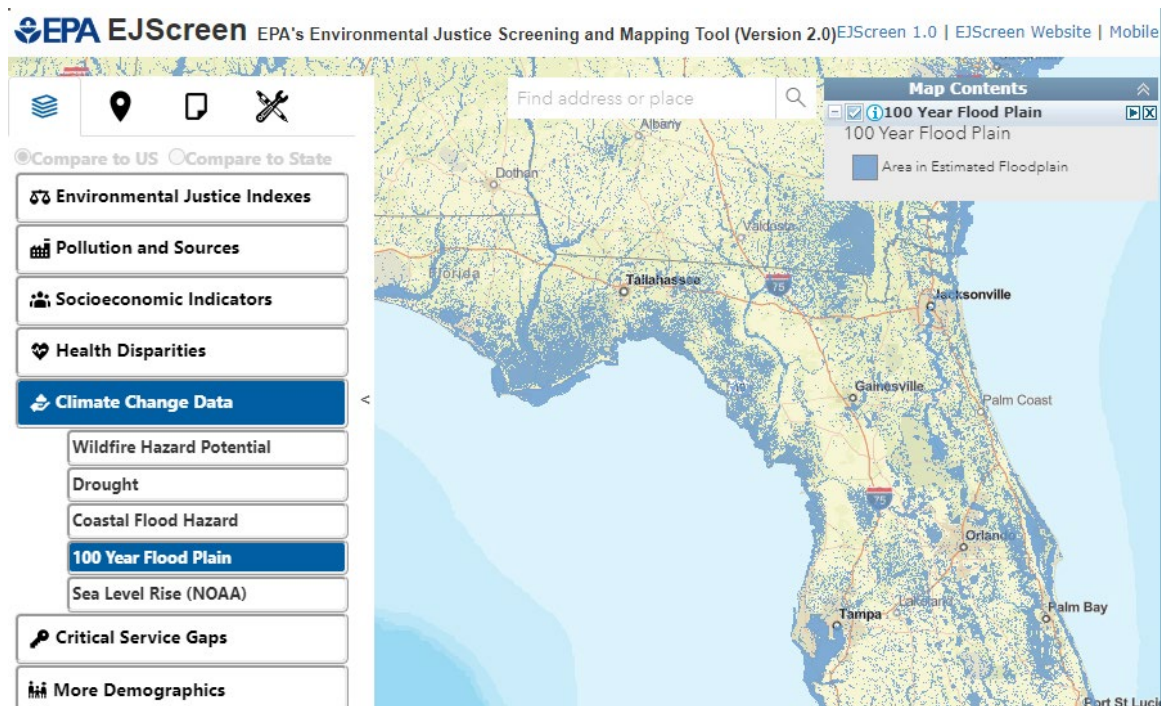 EPA EJScreen EPA's Environmental Justice Screening and Mapping Tool (Version 2.0) EJScreen 1.0 | EJScreen Website | Mobile
Find address or place
Map Contents
100 Year Flood Plain
100 Year Flood Plain
Area in Estimated Floodplain
Compare to US Compare to State
Environmental Justice Indexes
Pollution and Sources
Socioeconomic Indicators
Health Disparities
Climate Change Data
<
Wildfire Hazard Potential
Drought
Coastal Flood Hazard
100 Year Flood Plain
Sea Level Rise (NOAA)
Critical Service Gaps
More Demographics
Albany
Dothan
Valdosta
Florida
Tallahassee
75
Jacksonville
Gainesville
Palm Coast
75
Orlando
Lakeland
Tampa
Palm Bay
Port St Luci